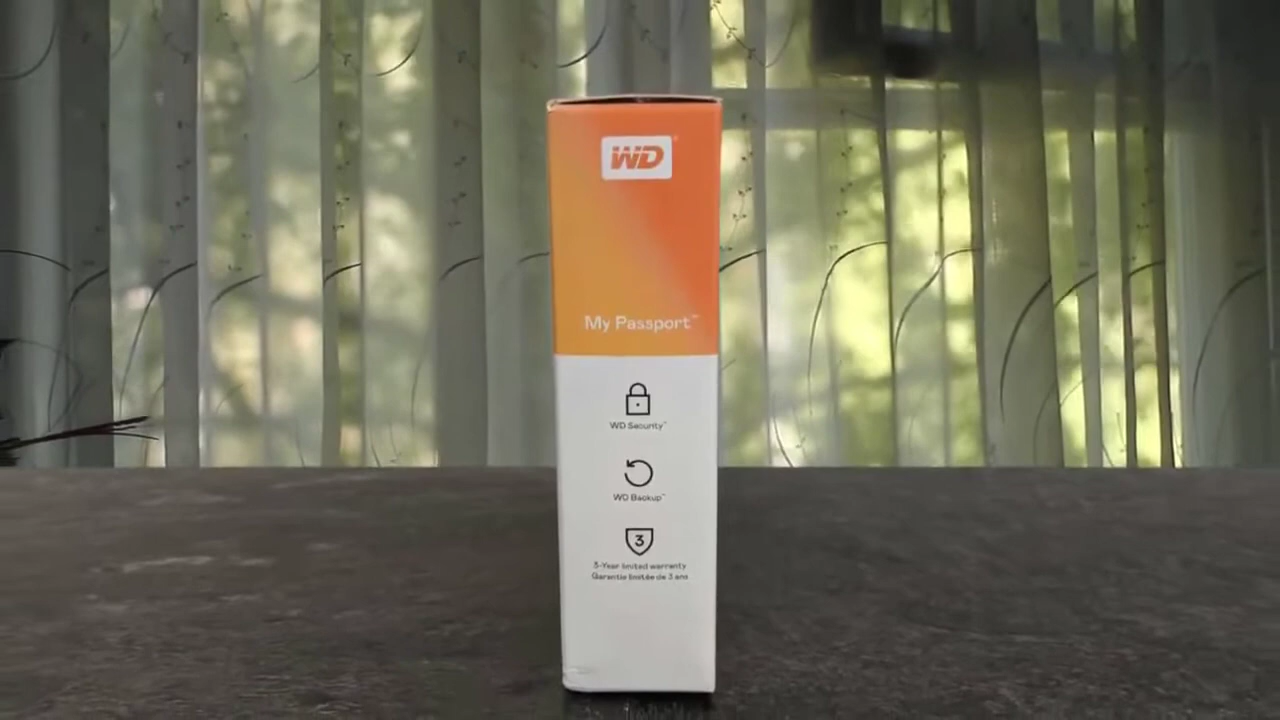 WD®
My Passport™
WD Security™
WD Backup™
3
3-Year limited warranty
Garantie limitée de 3 ans